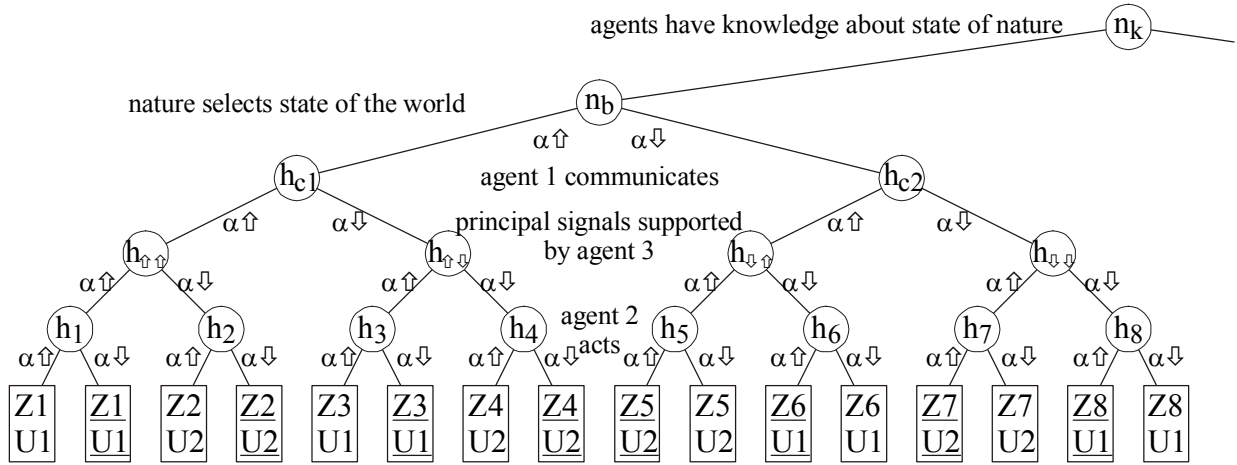 agents have knowledge about state of nature
n_k
nature selects state of the world
n_b
α⇧ α⇩
h_c1 agent 1 communicates h_c2
α⇧ α⇩ principal signals supported α⇧ α⇩
by agent 3
h_⇧⇧ h_⇧⇩ h_⇩⇧ h_⇩⇩
α⇧ α⇩ α⇧ α⇩ α⇧ α⇩ α⇧ α⇩
h_1 h_2 h_3 h_4 agent 2 h_5 h_6 h_7 h_8
acts
α⇧ α⇩ α⇧ α⇩ α⇧ α⇩ α⇧ α⇩ α⇧ α⇩ α⇧ α⇩ α⇧ α⇩ α⇧ α⇩
Z1 Z1 Z2 Z2 Z3 Z3 Z4 Z4 Z5 Z5 Z6 Z6 Z7 Z7 Z8 Z8
U1 U1 U2 U2 U1 U1 U2 U2 U2 U2 U1 U1 U2 U2 U1 U1